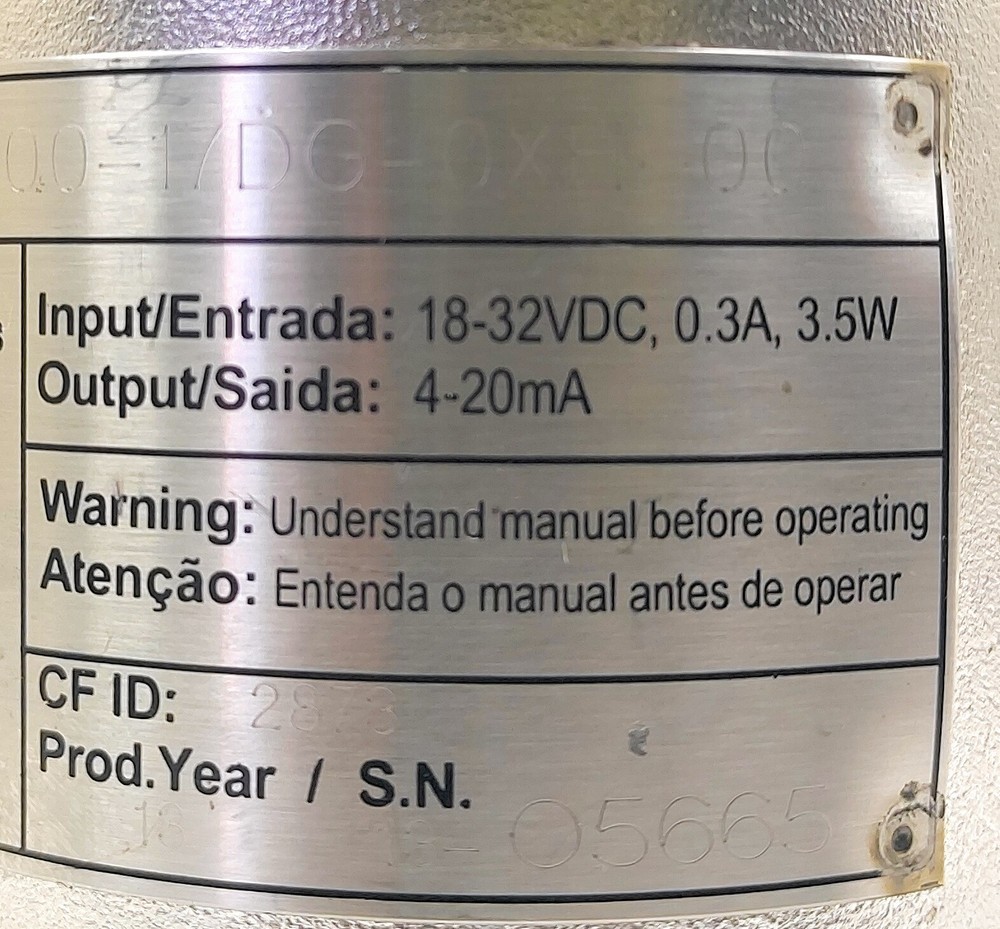 Input/Entrada: 18-32VDC, 0.3A, 3.5W
Output/Saida: 4-20mA
Warning: Understand manual before operating
Atenção: Entenda o manual antes de operar
CF ID:
Prod.Year / S.N.
05665